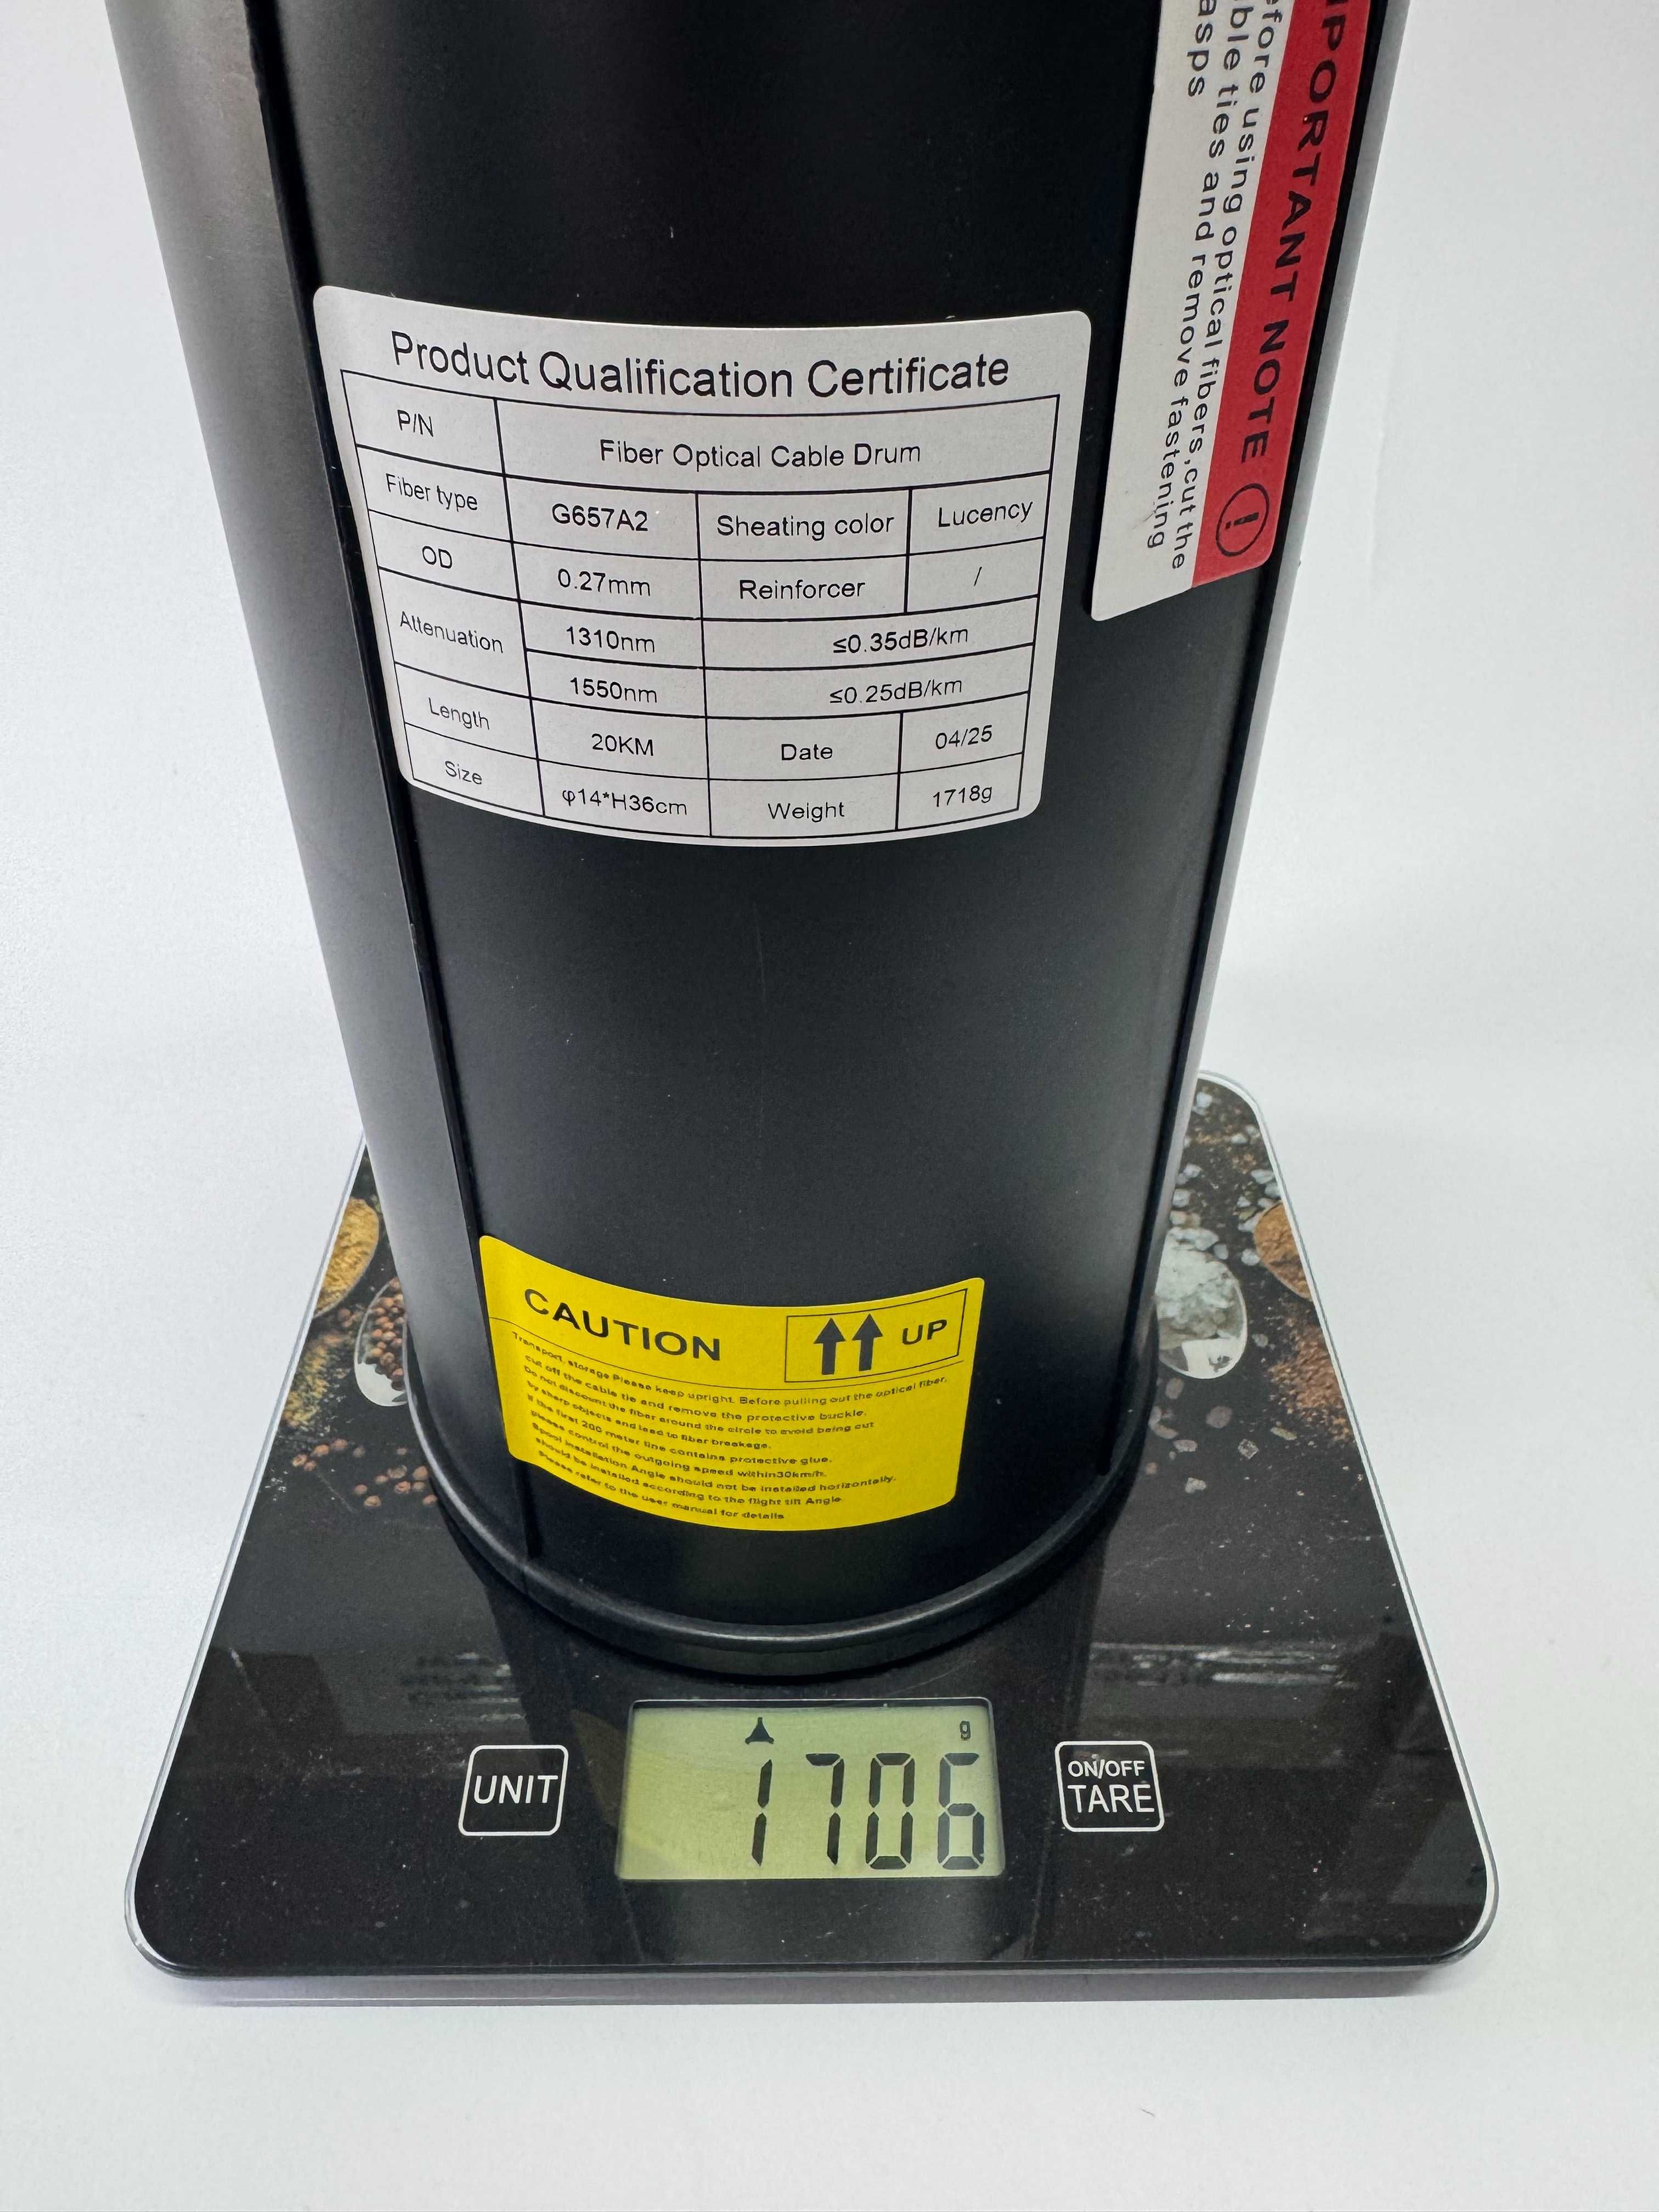 IMPORTANT NOTE
efore using optical fibers,cut the
ble ties and remove fastening
asps
Product Qualification Certificate
P/N Fiber Optical Cable Drum
Fiber type G657A2 Sheating color Lucency
OD 0.27mm Reinforcer /
Attenuation 1310nm ≤0.35dB/km
1550nm ≤0.25dB/km
Length 20KM Date 04/25
Size φ14*H36cm Weight 1718g
CAUTION UP
Transport, storage Please keep upright. Before pulling out the optical fiber,
cut off the cable tie and remove the protective buckle.
Do not discount the fiber around the circle to avoid being cut
by sharp objects and lead to fiber breakage.
If the first 200 meter line contains protective glue,
please control the outgoing speed within30km/h.
Spool installation Angle should not be installed horizontally,
should be installed according to the flight tilt Angle
Please refer to the user manual for details
g
1706
UNIT
ON/OFF
TARE